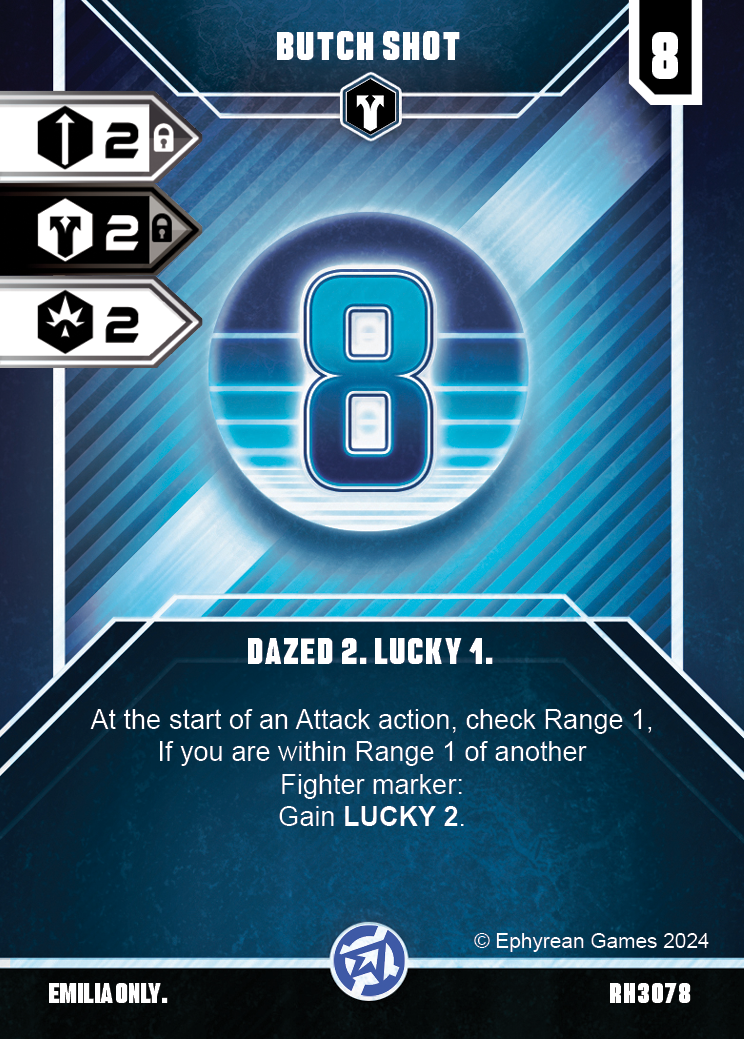 BUTCH SHOT
8
2
2
2
8
DAZED 2. LUCKY 1.
At the start of an Attack action, check Range 1,
If you are within Range 1 of another
Fighter marker:
Gain LUCKY 2.
© Ephyrean Games 2024
EMILIA ONLY.
RH3078